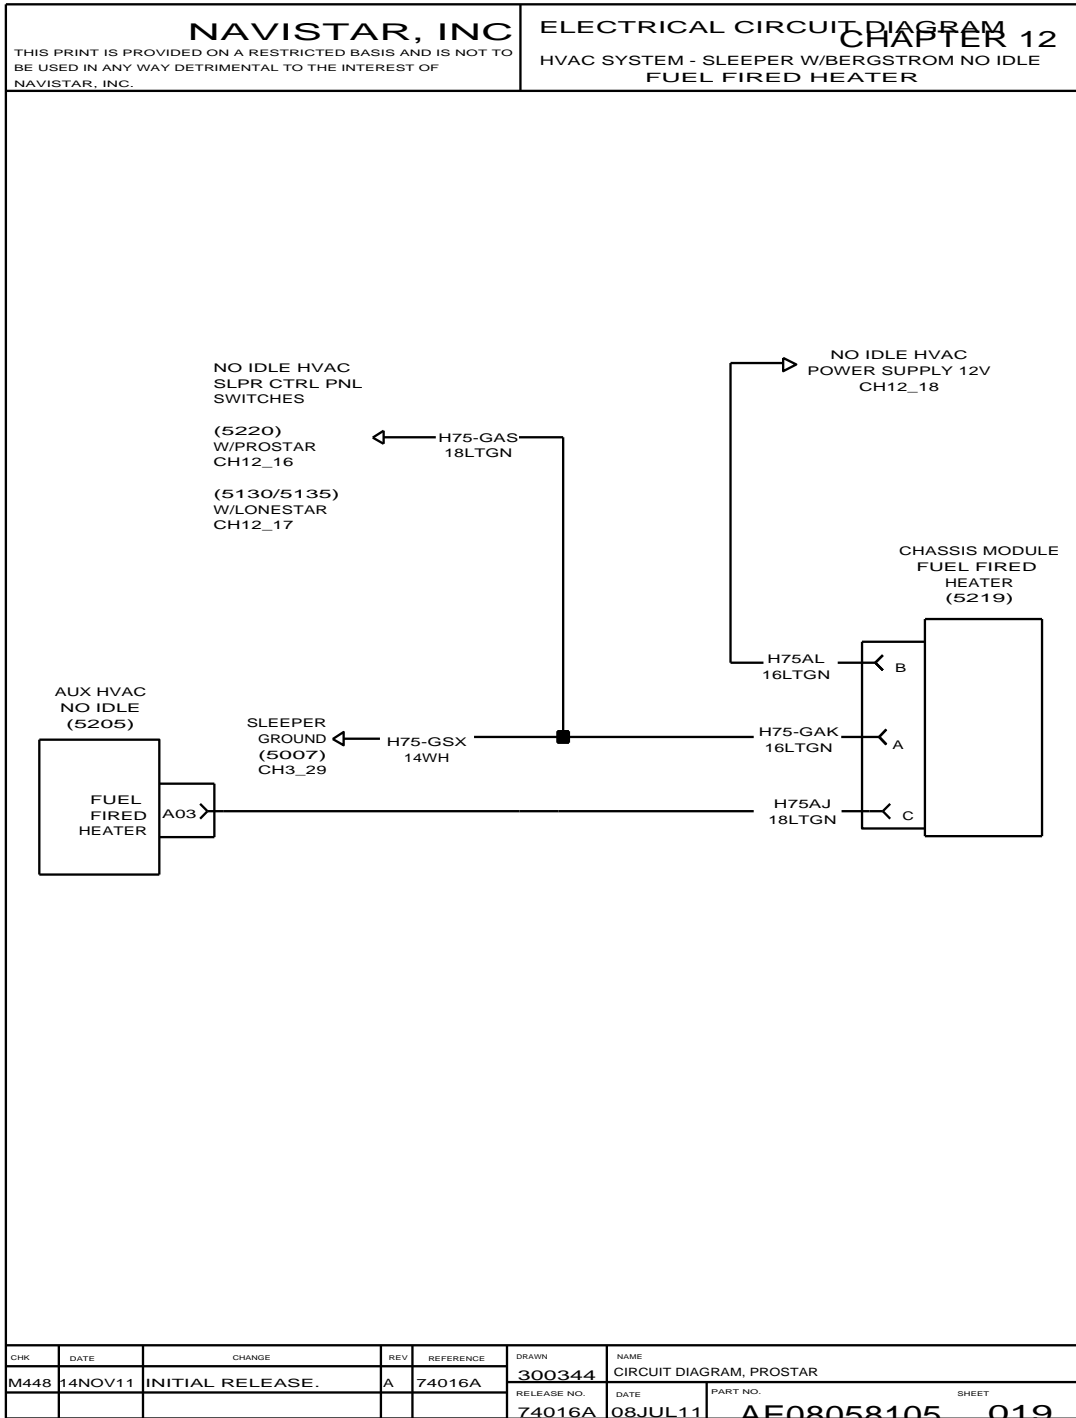 NAVISTAR, INC
THIS PRINT IS PROVIDED ON A RESTRICTED BASIS AND IS NOT TO
BE USED IN ANY WAY DETRIMENTAL TO THE INTEREST OF
NAVISTAR, INC.
ELECTRICAL CIRCUIT DIAGRAM
CHAPTER 12
HVAC SYSTEM - SLEEPER W/BERGSTROM NO IDLE
FUEL FIRED HEATER
NO IDLE HVAC
SLPR CTRL PNL
SWITCHES
(5220)
W/PROSTAR
CH12_16
(5130/5135)
W/LONESTAR
CH12_17
H75-GAS
18LTGN
NO IDLE HVAC
POWER SUPPLY 12V
CH12_18
CHASSIS MODULE
FUEL FIRED
HEATER
(5219)
H75AL
16LTGN
B
AUX HVAC
NO IDLE
(5205)
SLEEPER
GROUND
(5007)
CH3_29
H75-GSX
14WH
H75-GAK
16LTGN
A
FUEL
FIRED
HEATER
A03
H75AJ
18LTGN
C
CHK DATE CHANGE REV REFERENCE
M448 14NOV11 INITIAL RELEASE. A 74016A
DRAWN
300344
NAME
CIRCUIT DIAGRAM, PROSTAR
RELEASE NO.
74016A
DATE
08JUL11
PART NO.
AE08058105
SHEET
019